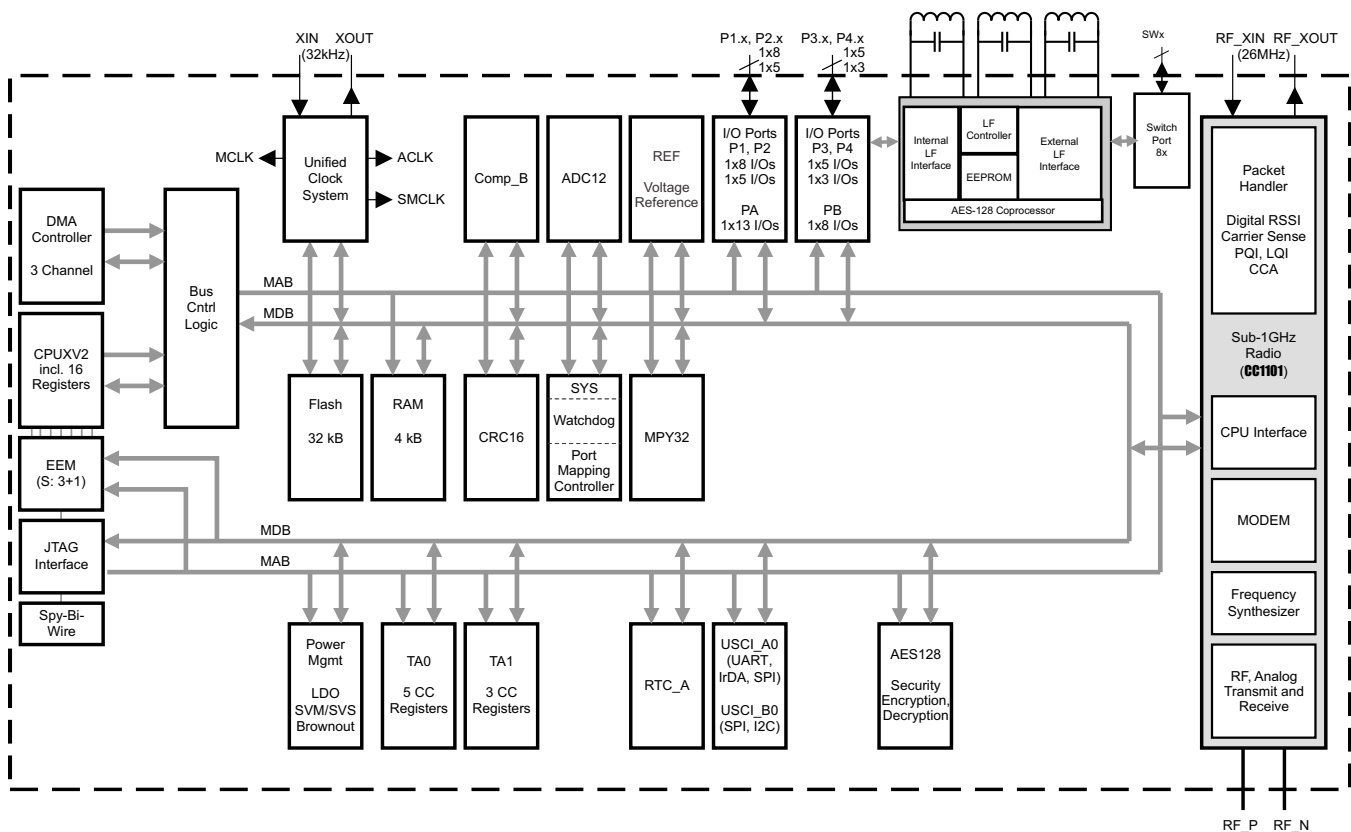 XIN XOUT
(32kHz)
P1.x, P2.x
1x8
1x5
P3.x, P4.x
1x5
1x3
SWx
RF_XIN RF_XOUT
(26MHz)
MCLK
Unified
Clock
System
ACLK
SMCLK
Comp_B
ADC12
REF
Voltage
Reference
I/O Ports
P1, P2
1x8 I/Os
1x5 I/Os
PA
1x13 I/Os
I/O Ports
P3, P4
1x5 I/Os
1x3 I/Os
PB
1x8 I/Os
Internal
LF
Interface
LF
Controller
EEPROM
External
LF
Interface
AES-128 Coprocessor
Switch
Port
8x
Packet
Handler
Digital RSSI
Carrier Sense
PQI, LQI
CCA
Sub-1GHz
Radio
(CC1101)
CPU Interface
MODEM
Frequency
Synthesizer
RF, Analog
Transmit and
Receive
DMA
Controller
3 Channel
Bus
Cntrl
Logic
MAB
MDB
CPUXV2
incl. 16
Registers
EEM
(S: 3+1)
JTAG
Interface
Spy-Bi-
Wire
Flash
32 kB
RAM
4 kB
CRC16
SYS
Watchdog
Port
Mapping
Controller
MPY32
MDB
MAB
Power
Mgmt
LDO
SVM/SVS
Brownout
TA0
5 CC
Registers
TA1
3 CC
Registers
RTC_A
USCI_A0
(UART,
IrDA, SPI)
USCI_B0
(SPI, I2C)
AES128
Security
Encryption,
Decryption
RF_P RF_N